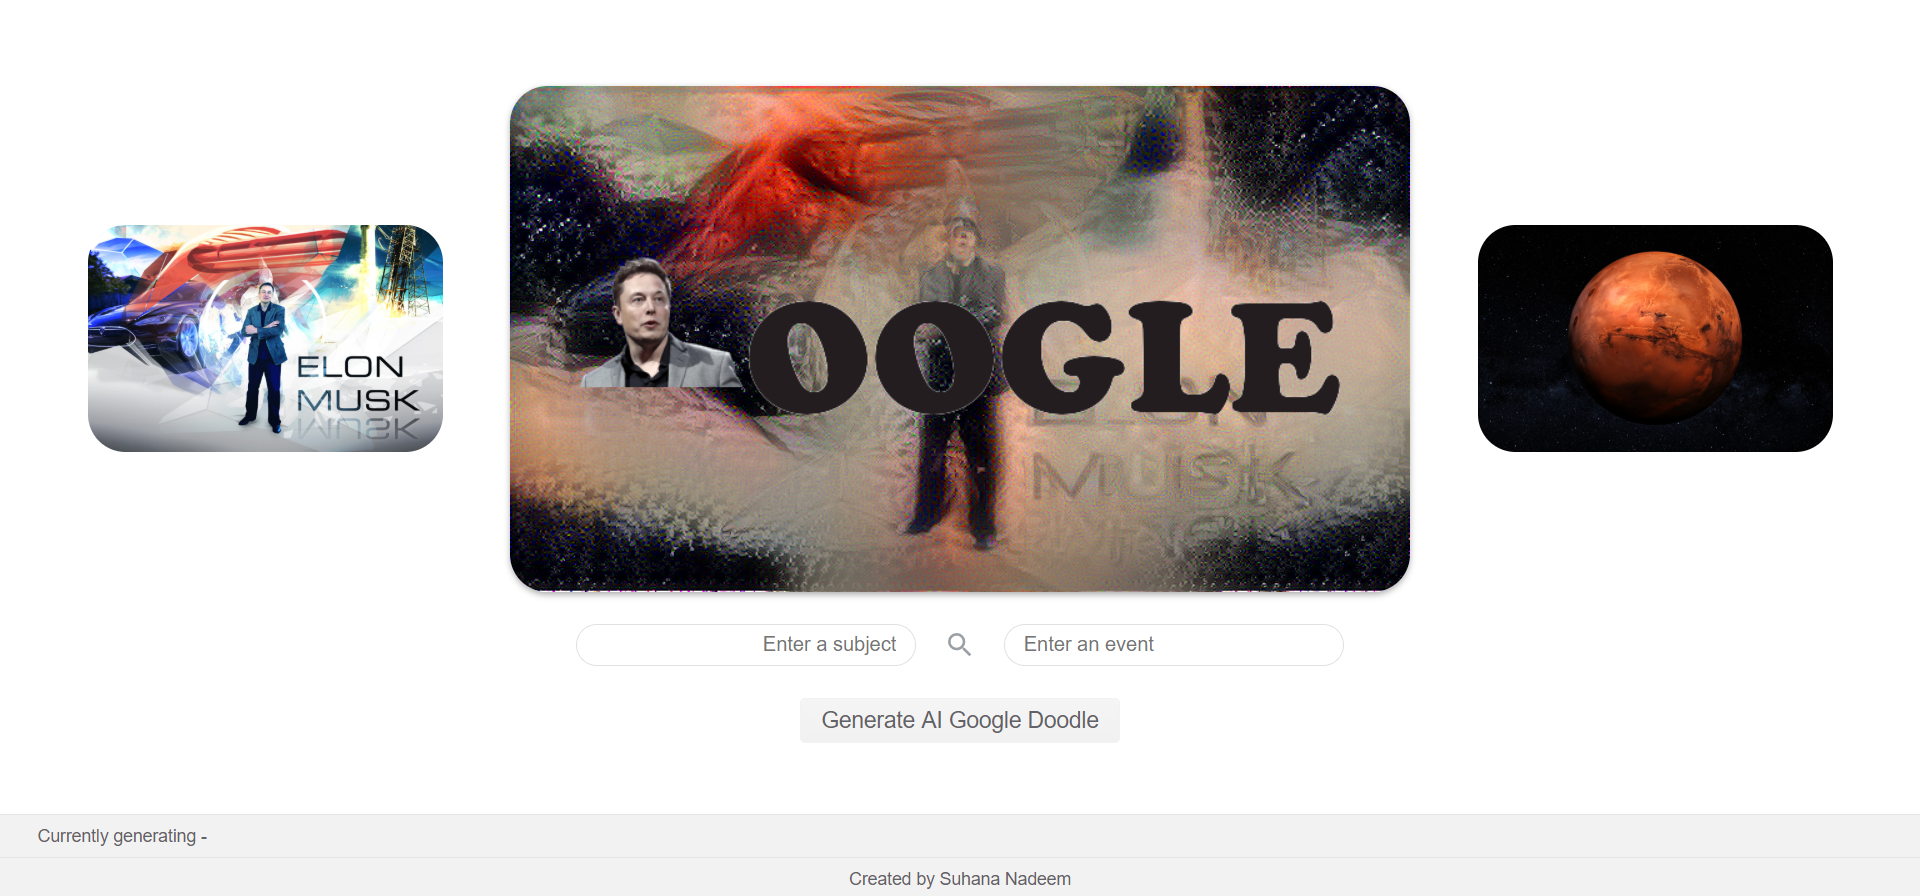 ELON
MUSK
OOGLE
MUSK
Enter a subject
Enter an event
Generate AI Google Doodle
Currently generating -
Created by Suhana Nadeem